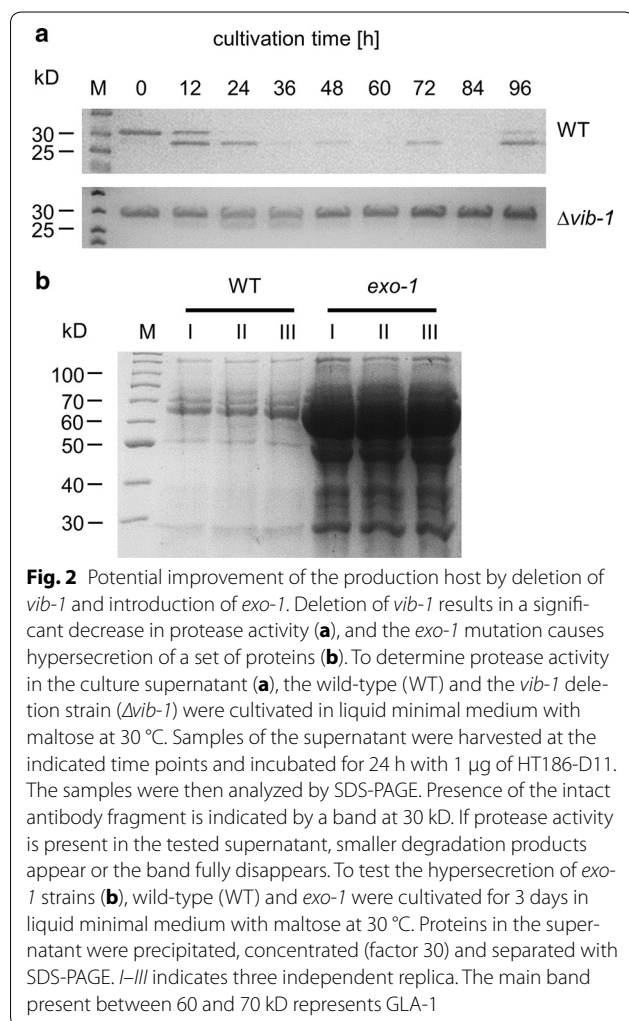 a
cultivation time [h]
kD
M 0 12 24 36 48 60 72 84 96
30
25
WT
30
25
Δvib-1
b
WT exo-1
kD M I II III I II III
100
70
60
50
40
30
Fig. 2 Potential improvement of the production host by deletion of
vib-1 and introduction of exo-1. Deletion of vib-1 results in a signifi-
cant decrease in protease activity (a), and the exo-1 mutation causes
hypersecretion of a set of proteins (b). To determine protease activity
in the culture supernatant (a), the wild-type (WT) and the vib-1 dele-
tion strain (Δvib-1) were cultivated in liquid minimal medium with
maltose at 30 °C. Samples of the supernatant were harvested at the
indicated time points and incubated for 24 h with 1 µg of HT186-D11.
The samples were then analyzed by SDS-PAGE. Presence of the intact
antibody fragment is indicated by a band at 30 kD. If protease activity
is present in the tested supernatant, smaller degradation products
appear or the band fully disappears. To test the hypersecretion of exo-
1 strains (b), wild-type (WT) and exo-1 were cultivated for 3 days in
liquid minimal medium with maltose at 30 °C. Proteins in the super-
natant were precipitated, concentrated (factor 30) and separated with
SDS-PAGE. I–III indicates three independent replica. The main band
present between 60 and 70 kD represents GLA-1